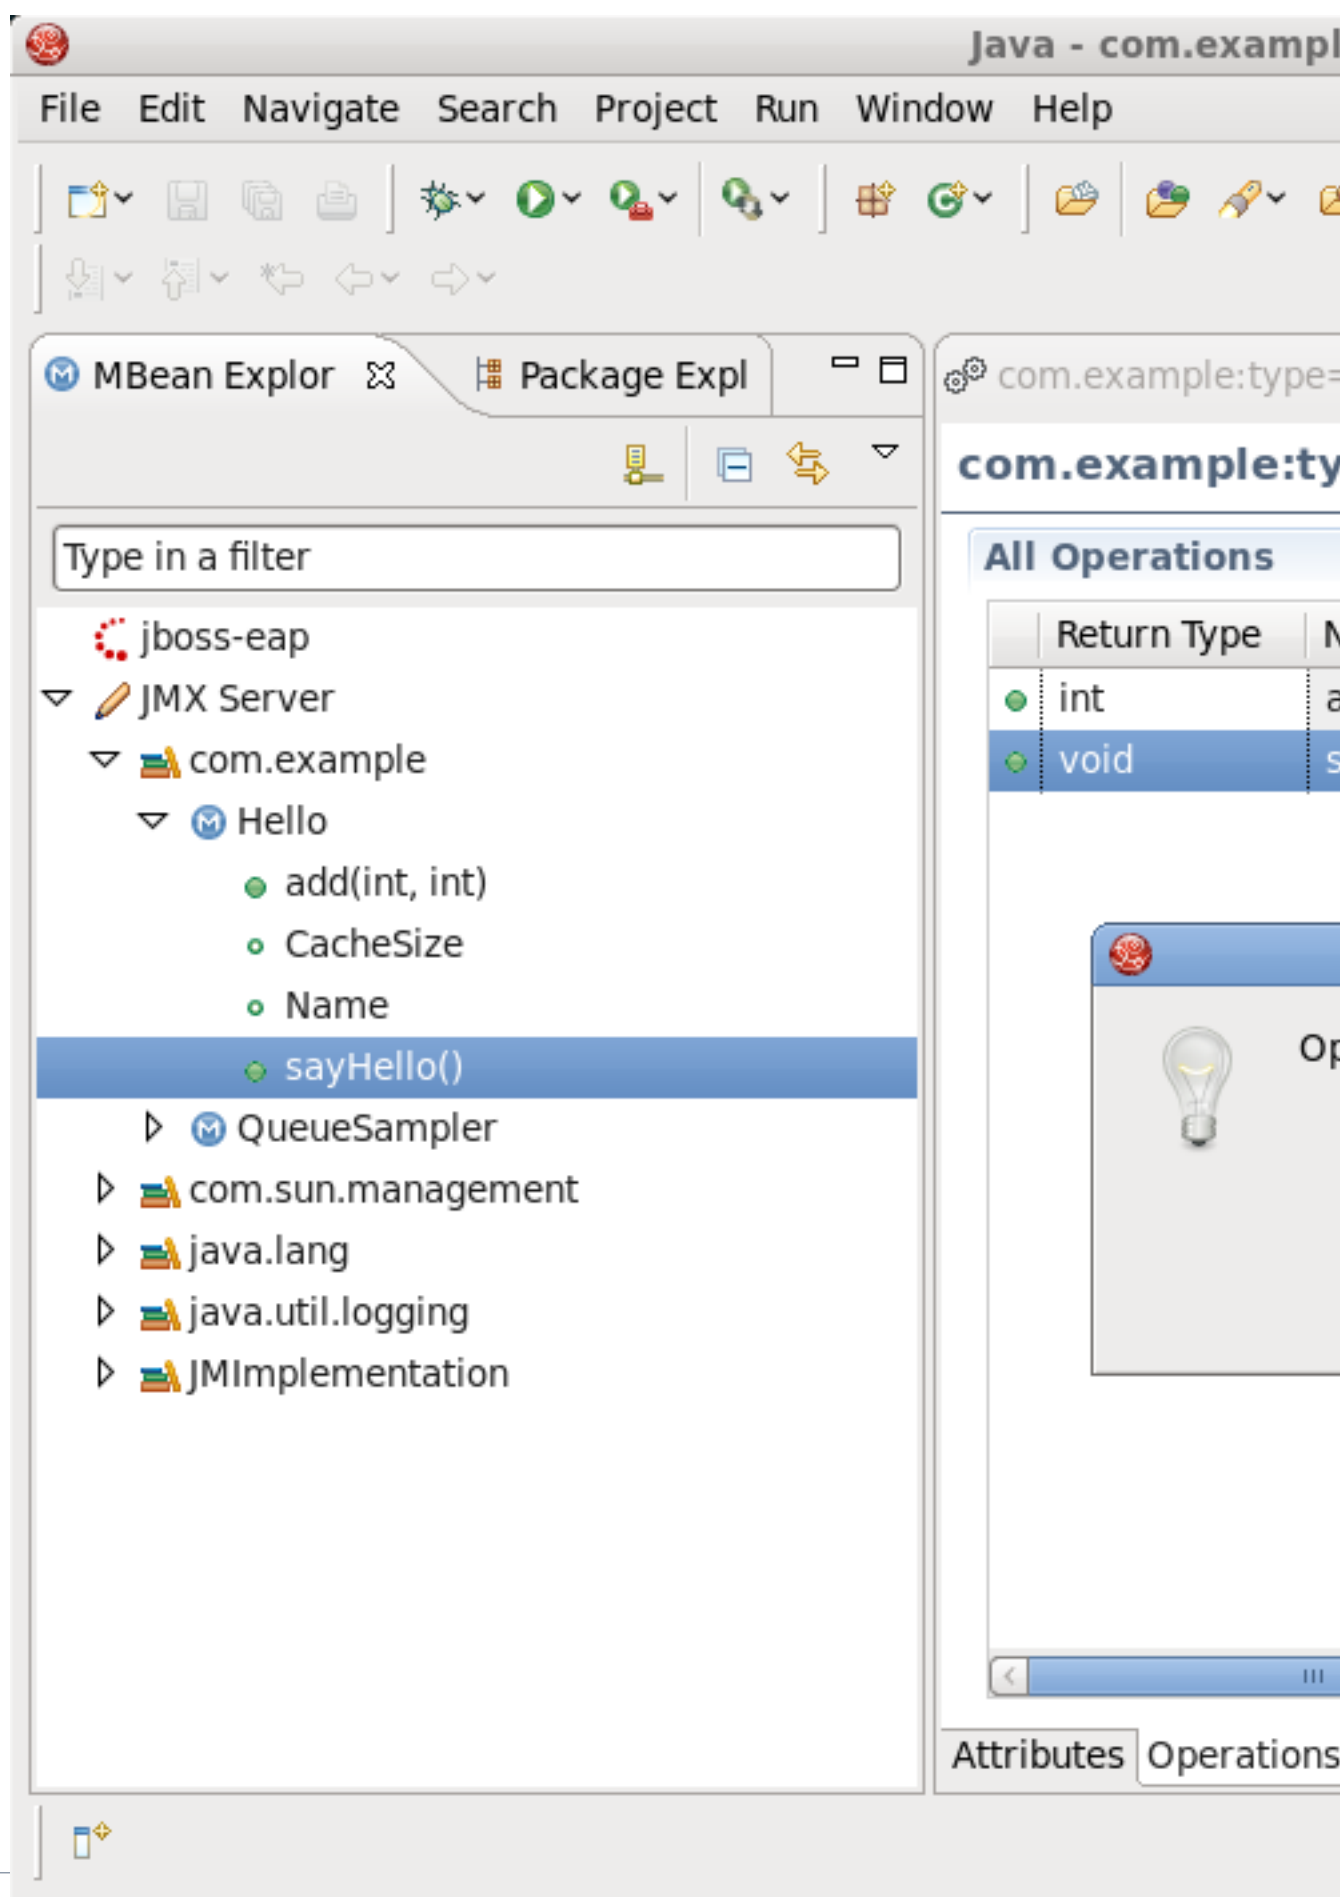 Java - com.exampl
File Edit Navigate Search Project Run Window Help
MBean Explor
Package Expl
com.example:type=
com.example:ty
Type in a filter
All Operations
Return Type
int
void
jboss-eap
JMX Server
com.example
Hello
add(int, int)
CacheSize
Name
sayHello()
QueueSampler
com.sun.management
java.lang
java.util.logging
JMImplementation
Op
Attributes Operations